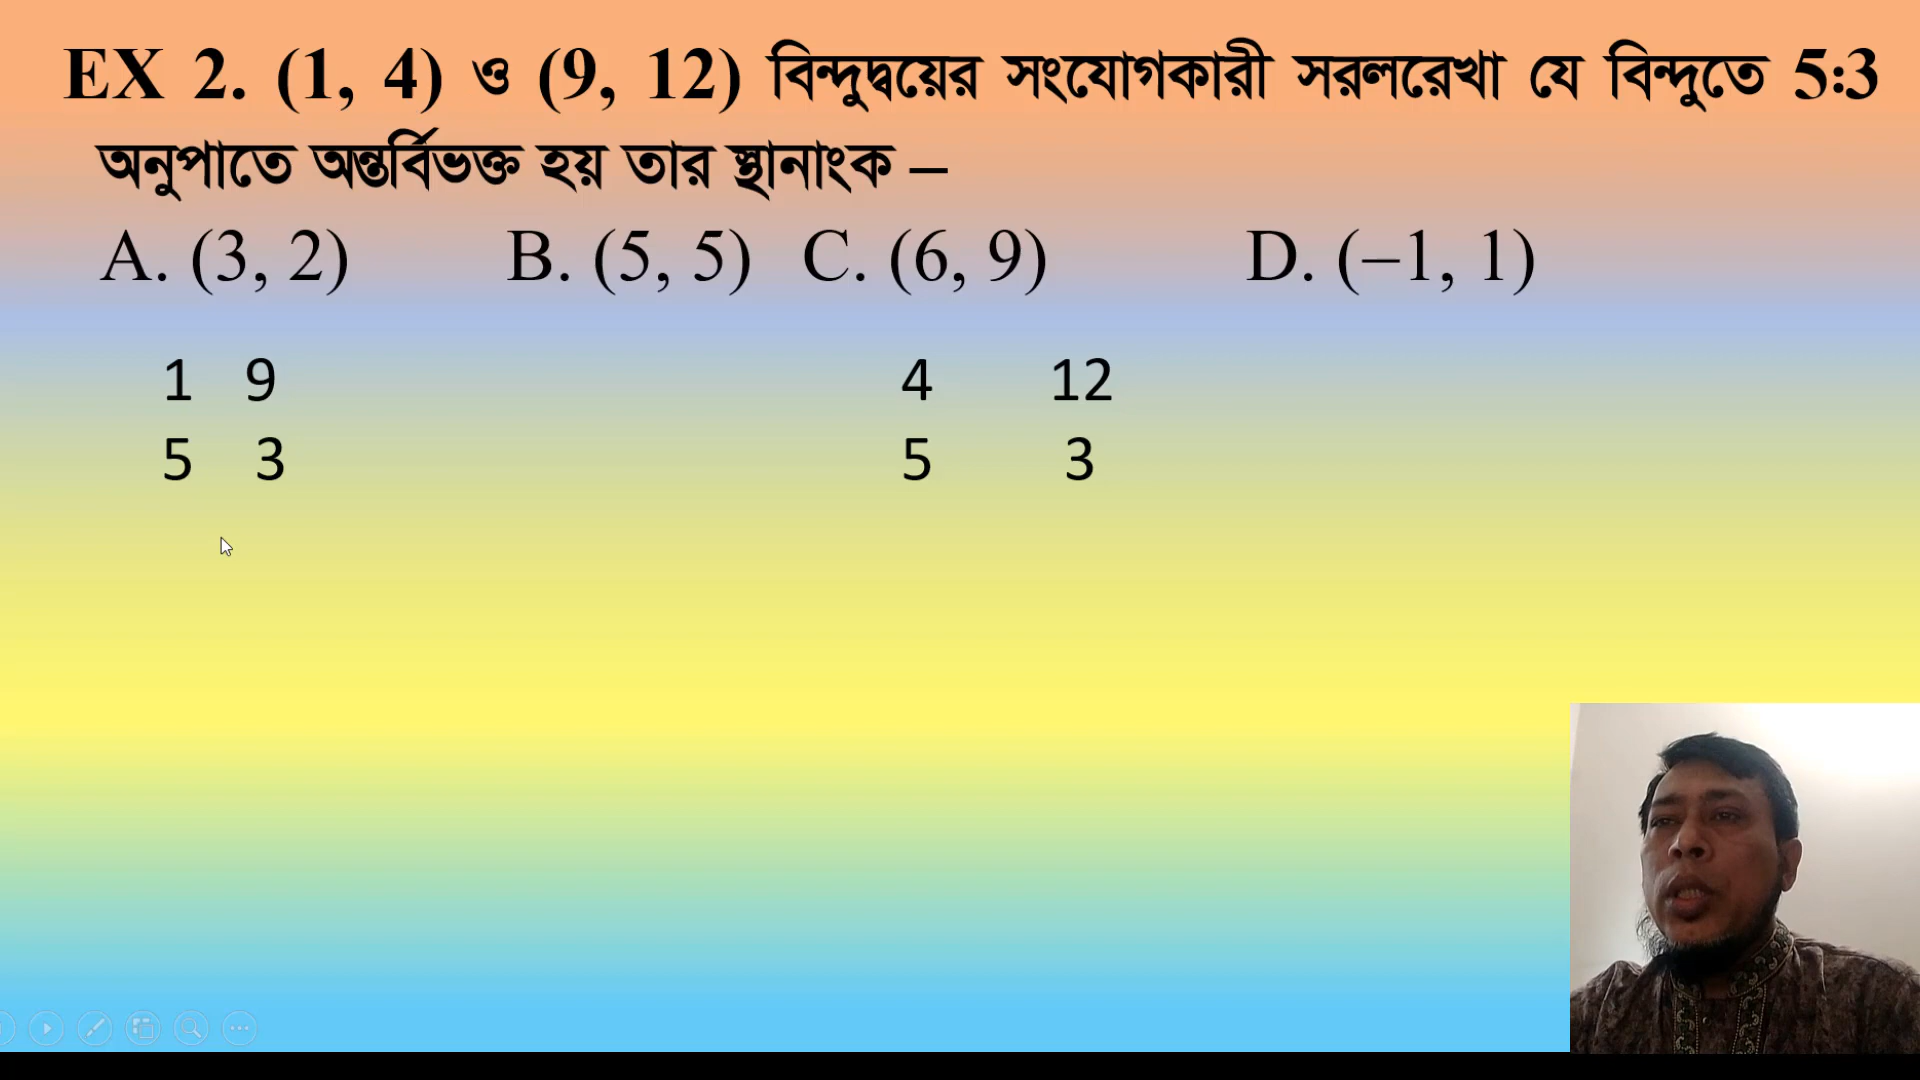 EX 2. (1, 4) ও (9, 12) বিন্দুদ্বয়ের সংযোগকারী সরলরেখা যে বিন্দুতে 5:3
অনুপাতে অন্তর্বিভক্ত হয় তার স্থানাংক –
A. (3, 2) B. (5, 5) C. (6, 9) D. (–1, 1)
1 9 4 12
5 3 5 3